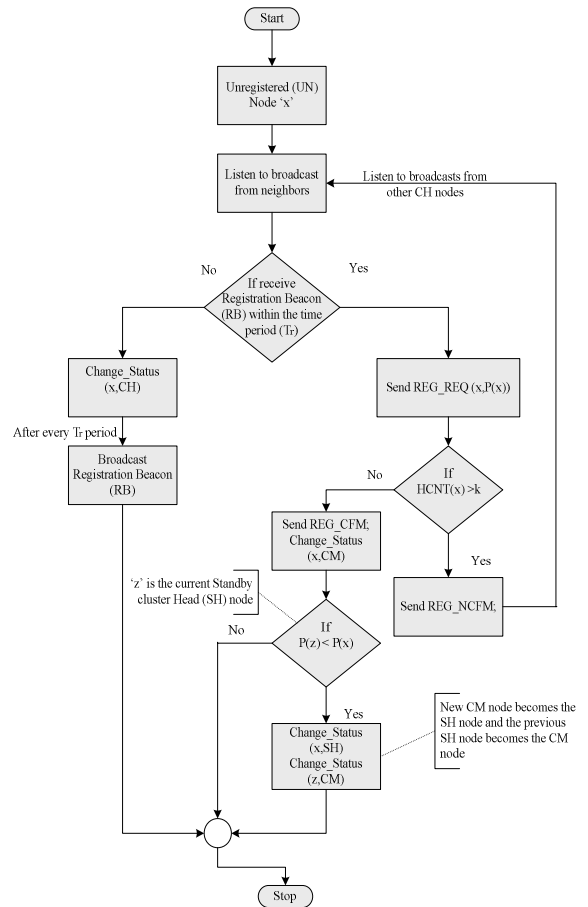 Start
Unregistered (UN)
Node ‘x’
Listen to broadcast
from neighbors
Listen to broadcasts from
other CH nodes
No
Yes
If receive
Registration Beacon
(RB) within the time
period (Tr)
Change_Status
(x,CH)
Send REG_REQ (x,P(x))
After every Tr period
Broadcast
Registration Beacon
(RB)
If
HCNT(x) >k
No
Yes
Send REG_CFM;
Change_Status
(x,CM)
Send REG_NCFM;
‘z’ is the current Standby
cluster Head (SH) node
If
P(z) < P(x)
No
Yes
Change_Status
(x,SH)
Change_Status
(z,CM)
New CM node becomes the
SH node and the previous
SH node becomes the CM
node
Stop